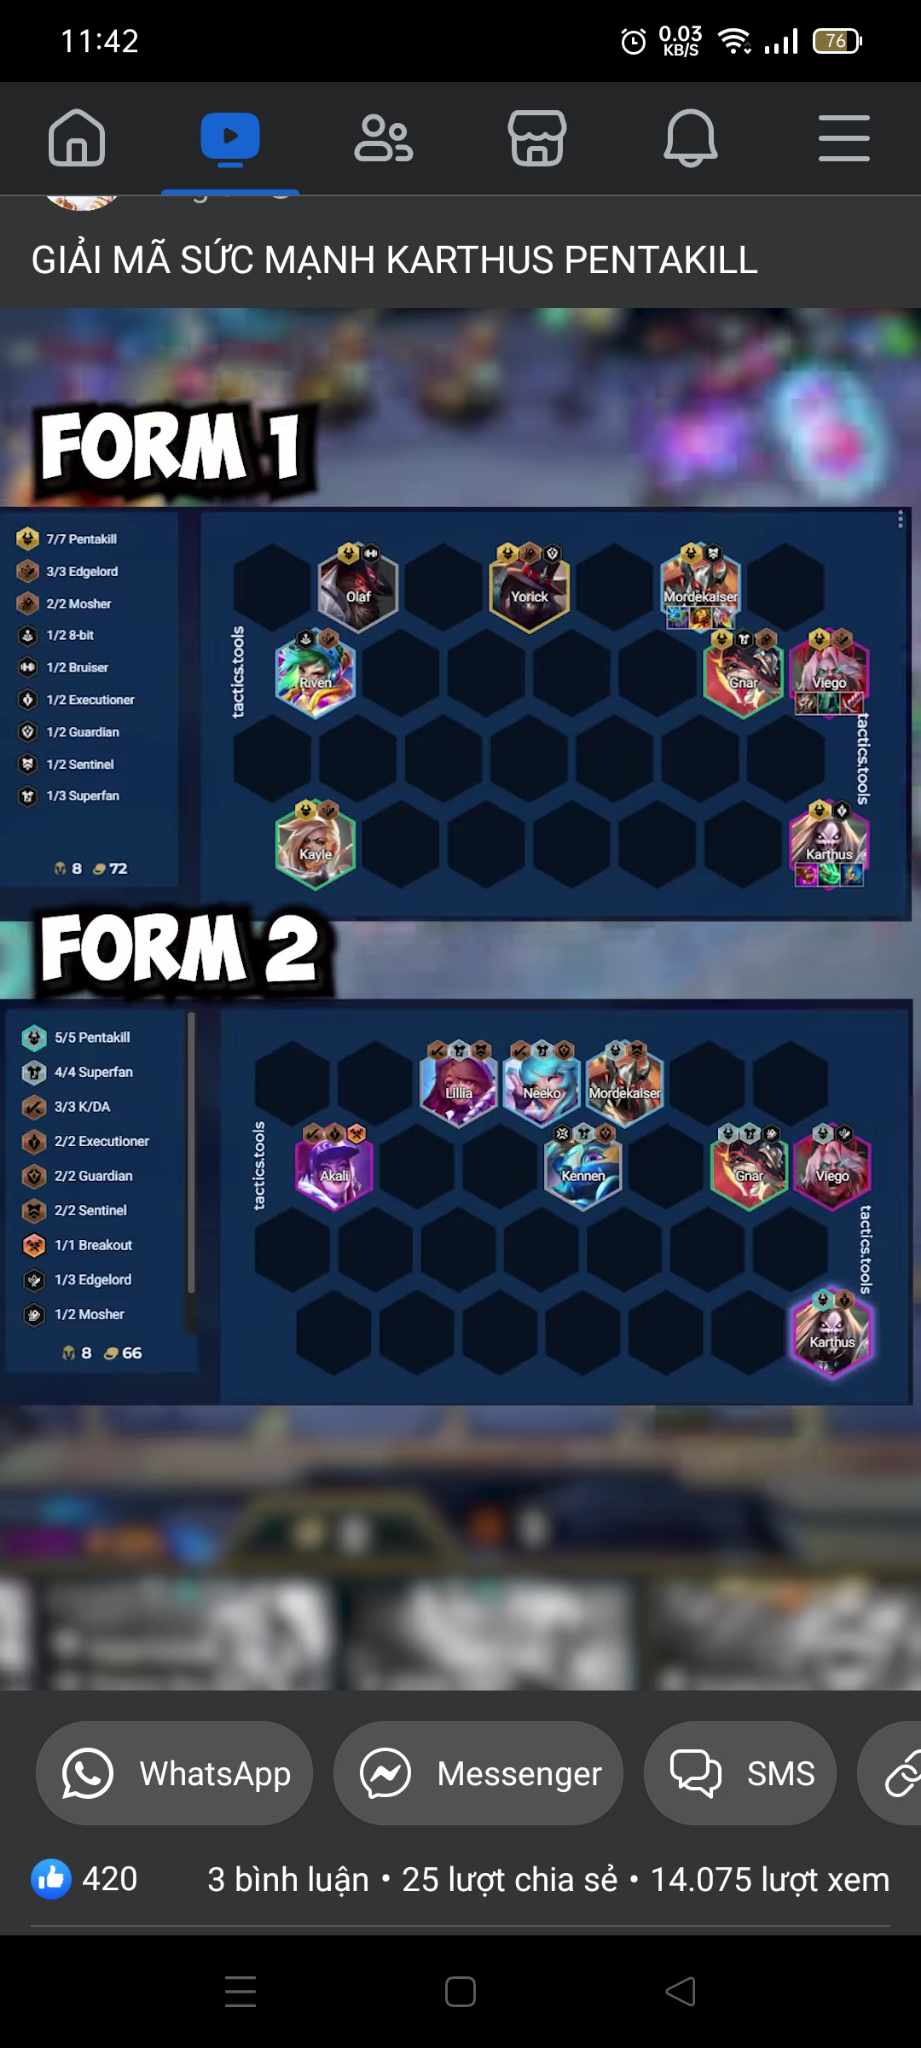 11:42
0.03
KB/S
76
GIẢI MÃ SỨC MẠNH KARTHUS PENTAKILL
FORM 1
7/7 Pentakill
3/3 Edgelord
2/2 Mosher
1/2 8-bit
1/2 Bruiser
1/2 Executioner
1/2 Guardian
1/2 Sentinel
1/3 Superfan
8 72
tactics.tools
Olaf
Yorick
Mordekaiser
Riven
Gnar
Viego
tactics.tools
Kayle
Karthus
FORM 2
5/5 Pentakill
4/4 Superfan
3/3 K/DA
2/2 Executioner
2/2 Guardian
2/2 Sentinel
1/1 Breakout
1/3 Edgelord
1/2 Mosher
8 66
tactics.tools
Lillia
Neeko
Mordekaiser
Akali
Kennen
Gnar
Viego
tactics.tools
Karthus
WhatsApp
Messenger
SMS
420
3 bình luận • 25 lượt chia sẻ • 14.075 lượt xem